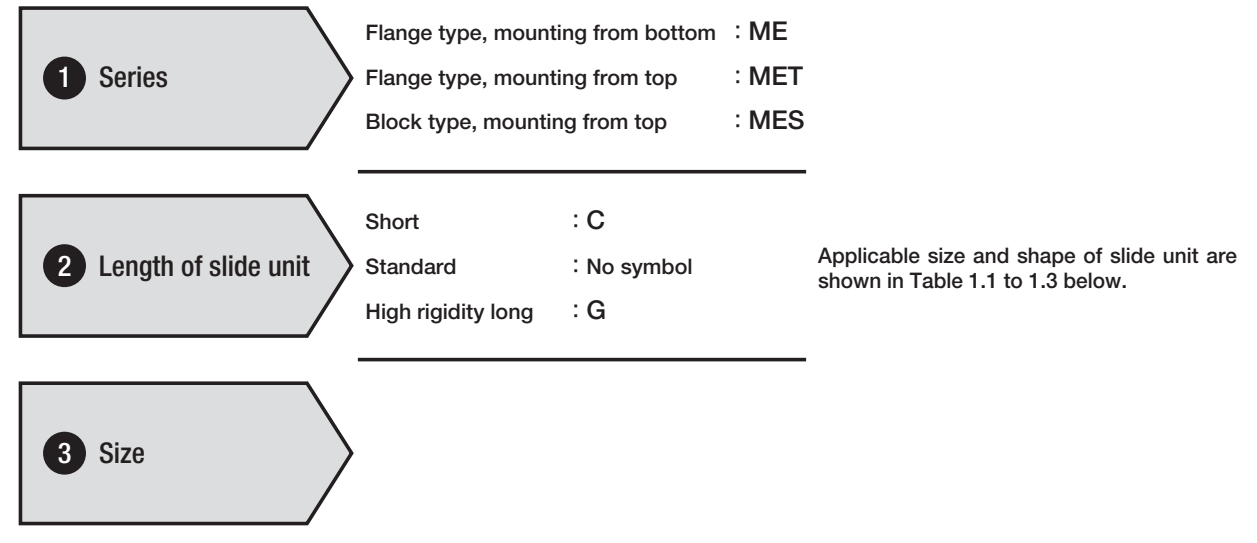 1 Series
Flange type, mounting from bottom : ME
Flange type, mounting from top : MET
Block type, mounting from top : MES
2 Length of slide unit
Short : C
Standard : No symbol
High rigidity long : G
Applicable size and shape of slide unit are
shown in Table 1.1 to 1.3 below.
3 Size